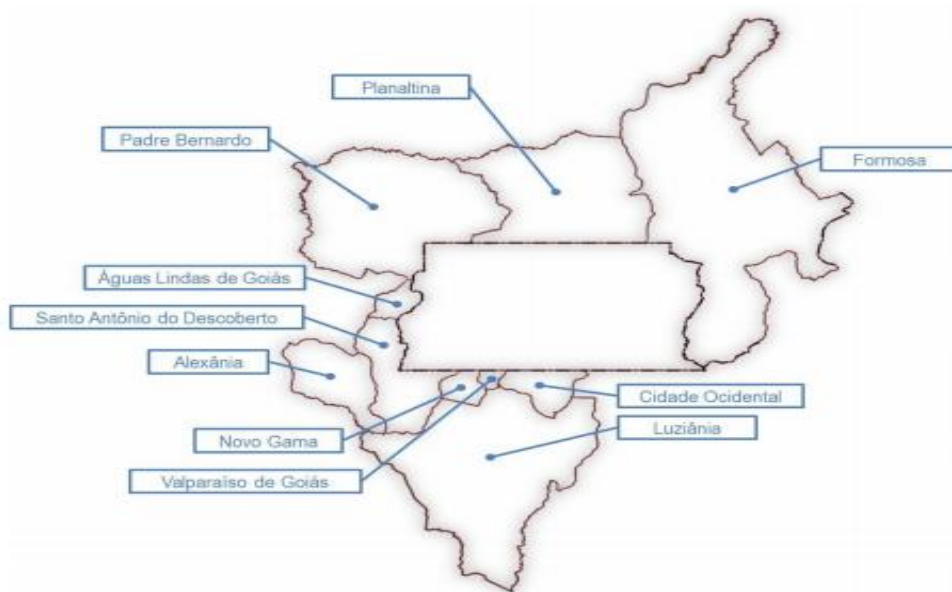 Planaltina
Padre Bernardo
Formosa
Águas Lindas de Goiás
Santo Antônio do Descoberto
Alexânia
Cidade Ocidental
Luziânia
Novo Gama
Valparaíso de Goiás